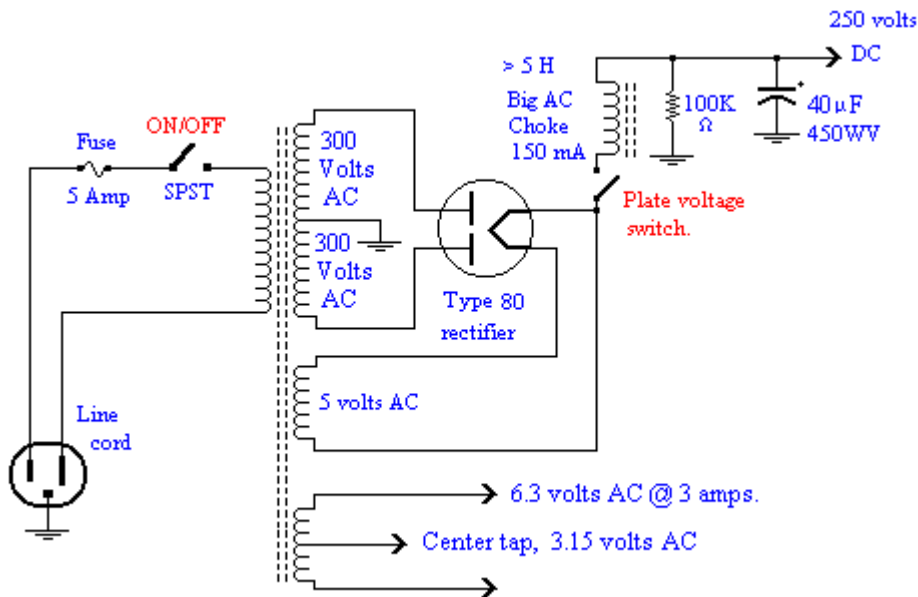 250 volts
DC
> 5 H
Big AC
Choke
150 mA
100K
Ω
40µF
450WV
+
ON/OFF
Fuse
5 Amp
SPST
300
Volts
AC
300
Volts
AC
Plate voltage
switch.
Type 80
rectifier
5 volts AC
Line
cord
6.3 volts AC @ 3 amps.
Center tap, 3.15 volts AC